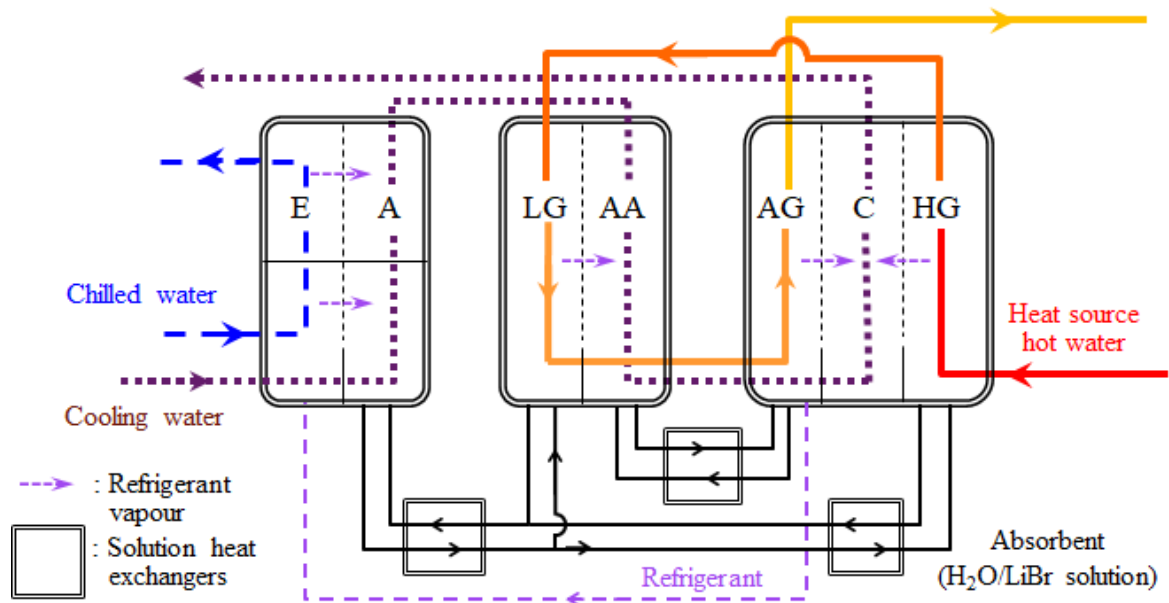 E
A
LG
AA
AG
C
HG
Chilled water
Heat source
hot water
Cooling water
: Refrigerant
vapour
: Solution heat
exchangers
Refrigerant
Absorbent
(H₂O/LiBr solution)